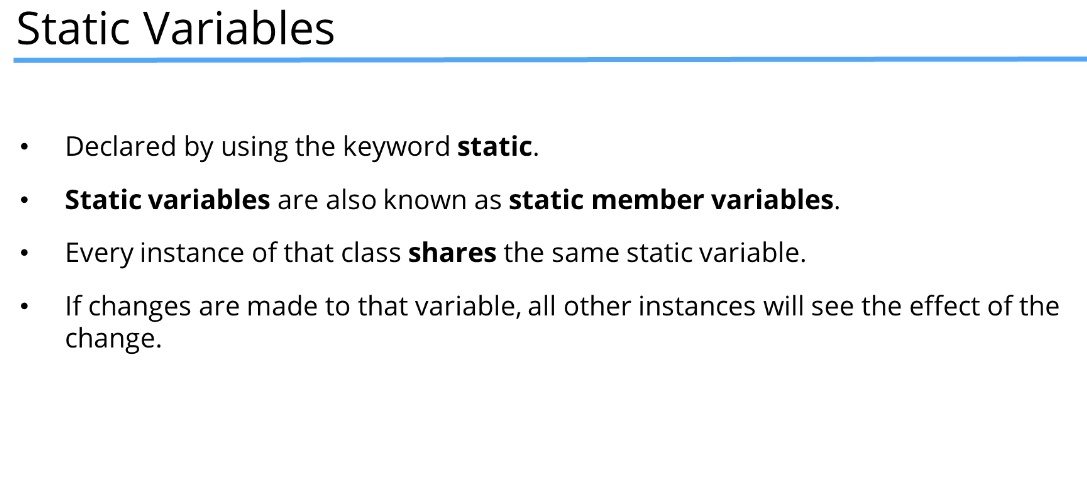 Static Variables
• Declared by using the keyword static.
• Static variables are also known as static member variables.
• Every instance of that class shares the same static variable.
• If changes are made to that variable, all other instances will see the effect of the
change.